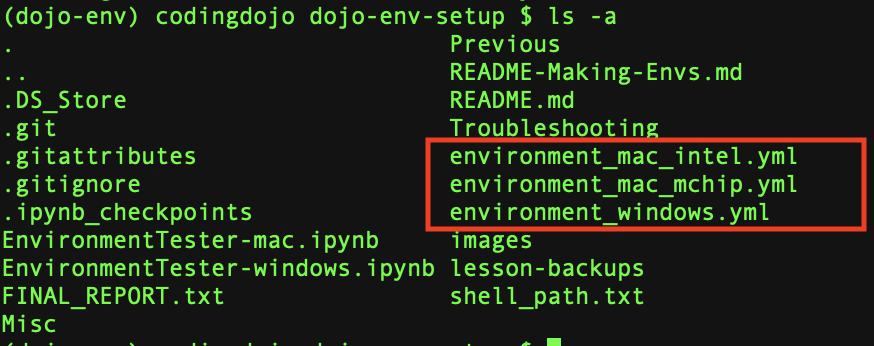 (dojo-env) codingdojo dojo-env-setup $ ls -a
. Previous
.. README-Making-Envs.md
.DS_Store README.md
.git Troubleshooting
.gitattributes environment_mac_intel.yml
.gitignore environment_mac_mchip.yml
.ipynb_checkpoints environment_windows.yml
EnvironmentTester-mac.ipynb images
EnvironmentTester-windows.ipynb lesson-backups
FINAL_REPORT.txt shell_path.txt
Misc